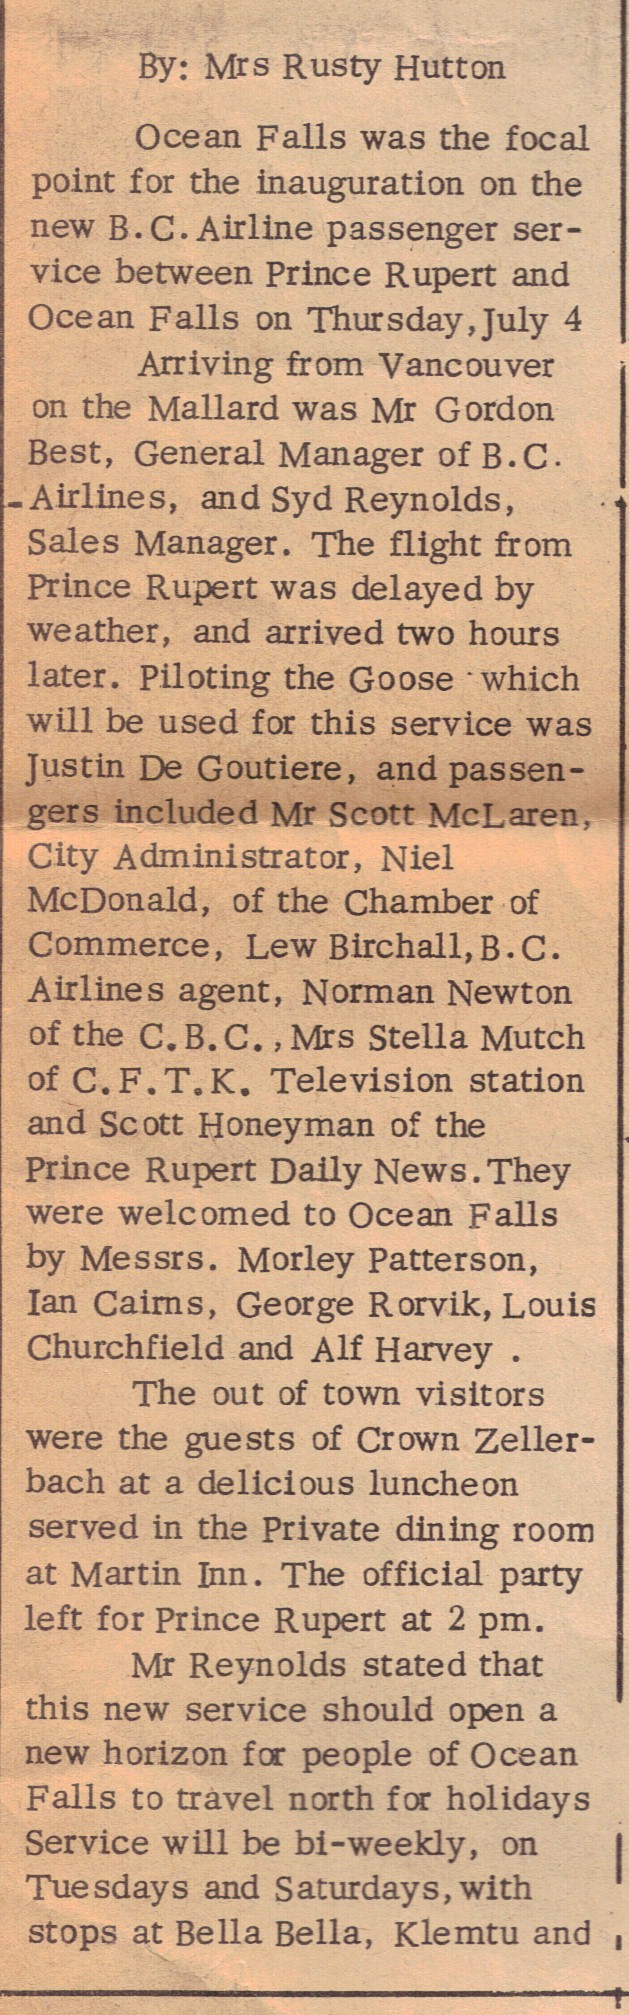 By: Mrs Rusty Hutton
Ocean Falls was the focal
point for the inauguration on the
new B.C. Airline passenger ser-
vice between Prince Rupert and
Ocean Falls on Thursday, July 4
Arriving from Vancouver
on the Mallard was Mr Gordon
Best, General Manager of B.C.
Airlines, and Syd Reynolds,
Sales Manager. The flight from
Prince Rupert was delayed by
weather, and arrived two hours
later. Piloting the Goose which
will be used for this service was
Justin De Goutiere, and passen-
gers included Mr Scott McLaren,
City Administrator, Niel
McDonald, of the Chamber of
Commerce, Lew Birchall, B.C.
Airlines agent, Norman Newton
of the C.B.C., Mrs Stella Mutch
of C.F.T.K. Television station
and Scott Honeyman of the
Prince Rupert Daily News. They
were welcomed to Ocean Falls
by Messrs. Morley Patterson,
Ian Cairns, George Rorvik, Louis
Churchfield and Alf Harvey .
The out of town visitors
were the guests of Crown Zeller-
bach at a delicious luncheon
served in the Private dining room
at Martin Inn. The official party
left for Prince Rupert at 2 pm.
Mr Reynolds stated that
this new service should open a
new horizon for people of Ocean
Falls to travel north for holidays
Service will be bi-weekly, on
Tuesdays and Saturdays, with
stops at Bella Bella, Klemtu and